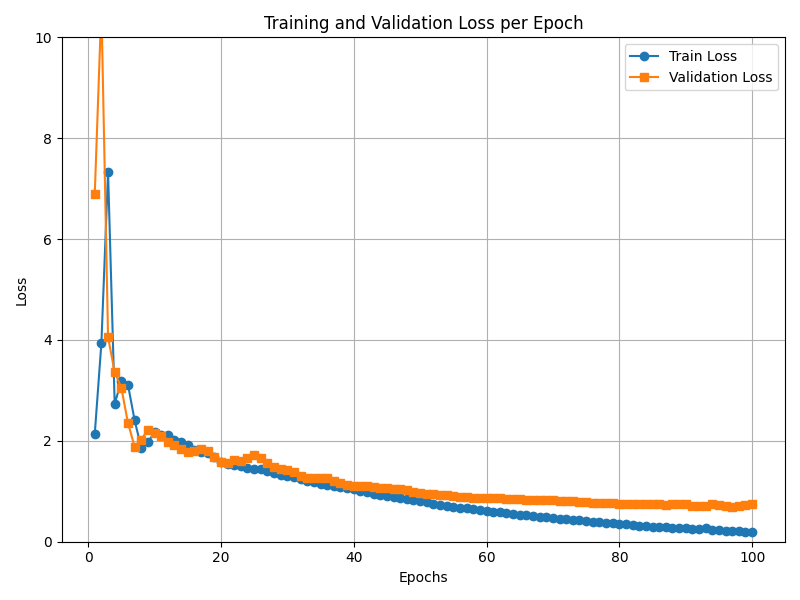 Training and Validation Loss per Epoch
Train Loss
Validation Loss
10
8
6
4
2
0
Loss
0 20 40 60 80 100
Epochs